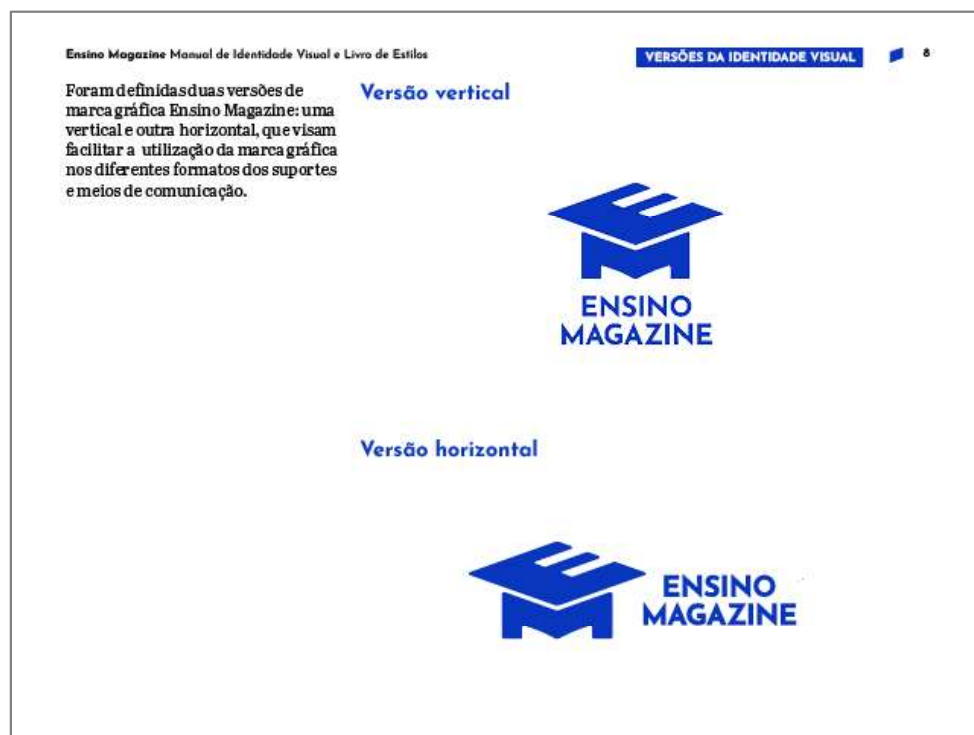 Ensino Magazine Manual de Identidade Visual e Livro de Estilos
VERSÕES DA IDENTIDADE VISUAL
8
Foram definidas duas versões de
marca gráfica Ensino Magazine: uma
vertical e outra horizontal, que visam
facilitar a utilização da marca gráfica
nos diferentes formatos dos suportes
e meios de comunicação.
Versão vertical
ENSINO
MAGAZINE
Versão horizontal
ENSINO
MAGAZINE